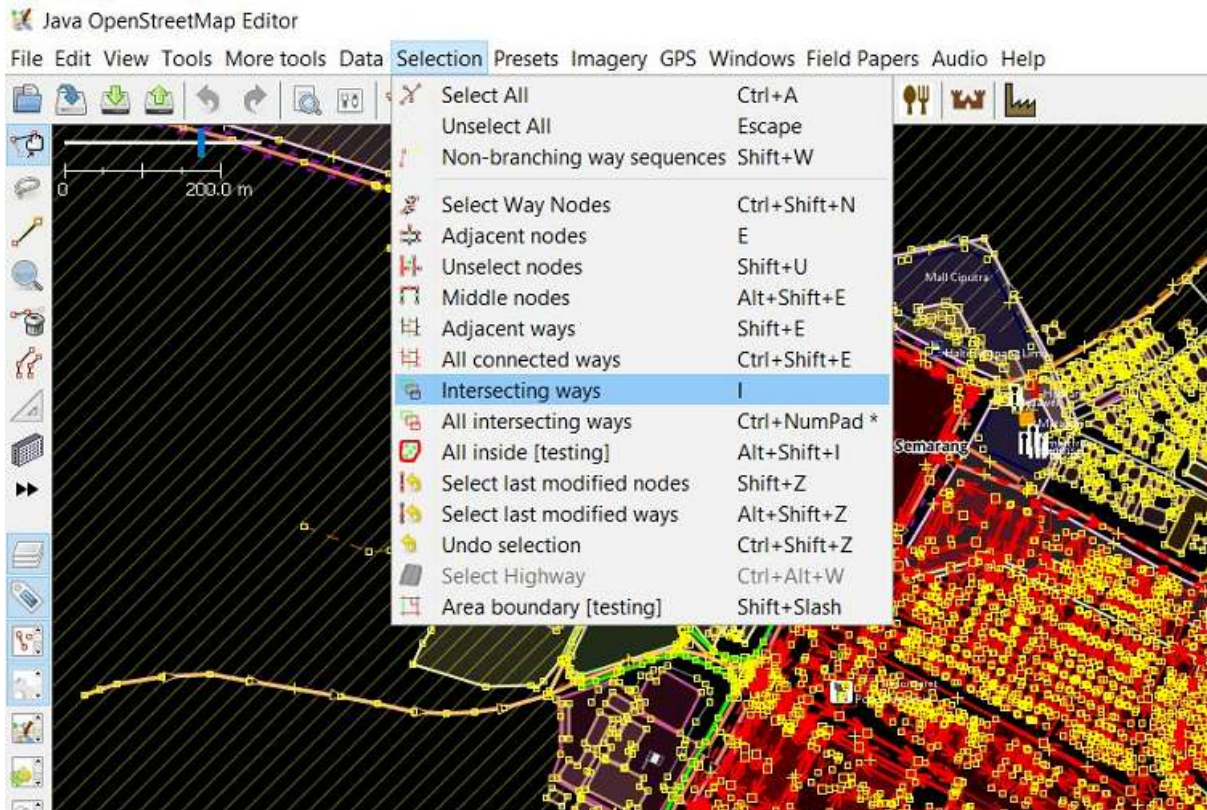 Java OpenStreetMap Editor
File Edit View Tools More tools Data Selection Presets Imagery GPS Windows Field Papers Audio Help
Select All Ctrl+A
Unselect All Escape
Non-branching way sequences Shift+W
0 200.0 m
Select Way Nodes Ctrl+Shift+N
Adjacent nodes E
Unselect nodes Shift+U
Mall Ciputra
Middle nodes Alt+Shift+E
Adjacent ways Shift+E
All connected ways Ctrl+Shift+E
Intersecting ways I
All intersecting ways Ctrl+NumPad *
Semarang
All inside [testing] Alt+Shift+I
Select last modified nodes Shift+Z
Select last modified ways Alt+Shift+Z
Undo selection Ctrl+Shift+Z
Select Highway Ctrl+Alt+W
Area boundary [testing] Shift+Slash